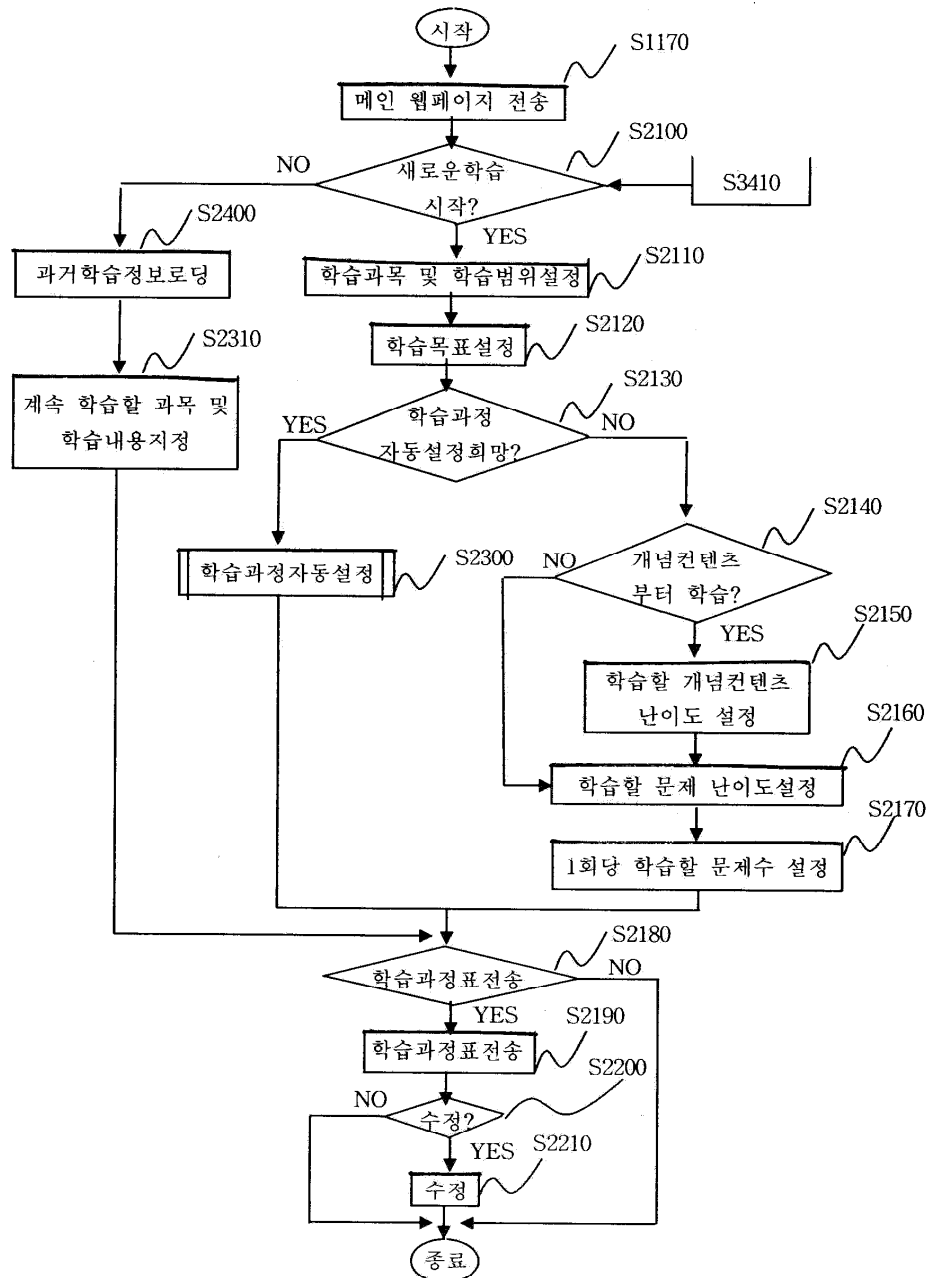 시작
S1170
메인 웹페이지 전송
S2100
NO
새로운학습
시작?
S3410
YES
S2400
과거학습정보로딩
S2110
학습과목 및 학습범위설정
S2120
학습목표설정
S2310
계속 학습할 과목 및
학습내용지정
S2130
YES
학습과정
자동설정희망?
NO
S2140
NO
개념컨텐츠
부터 학습?
YES
S2300
학습과정자동설정
S2150
학습할 개념컨텐츠
난이도 설정
S2160
학습할 문제 난이도설정
S2170
1회당 학습할 문제수 설정
S2180
학습과정표전송
NO
YES
S2190
학습과정표전송
S2200
NO
수정?
YES
S2210
수정
종료